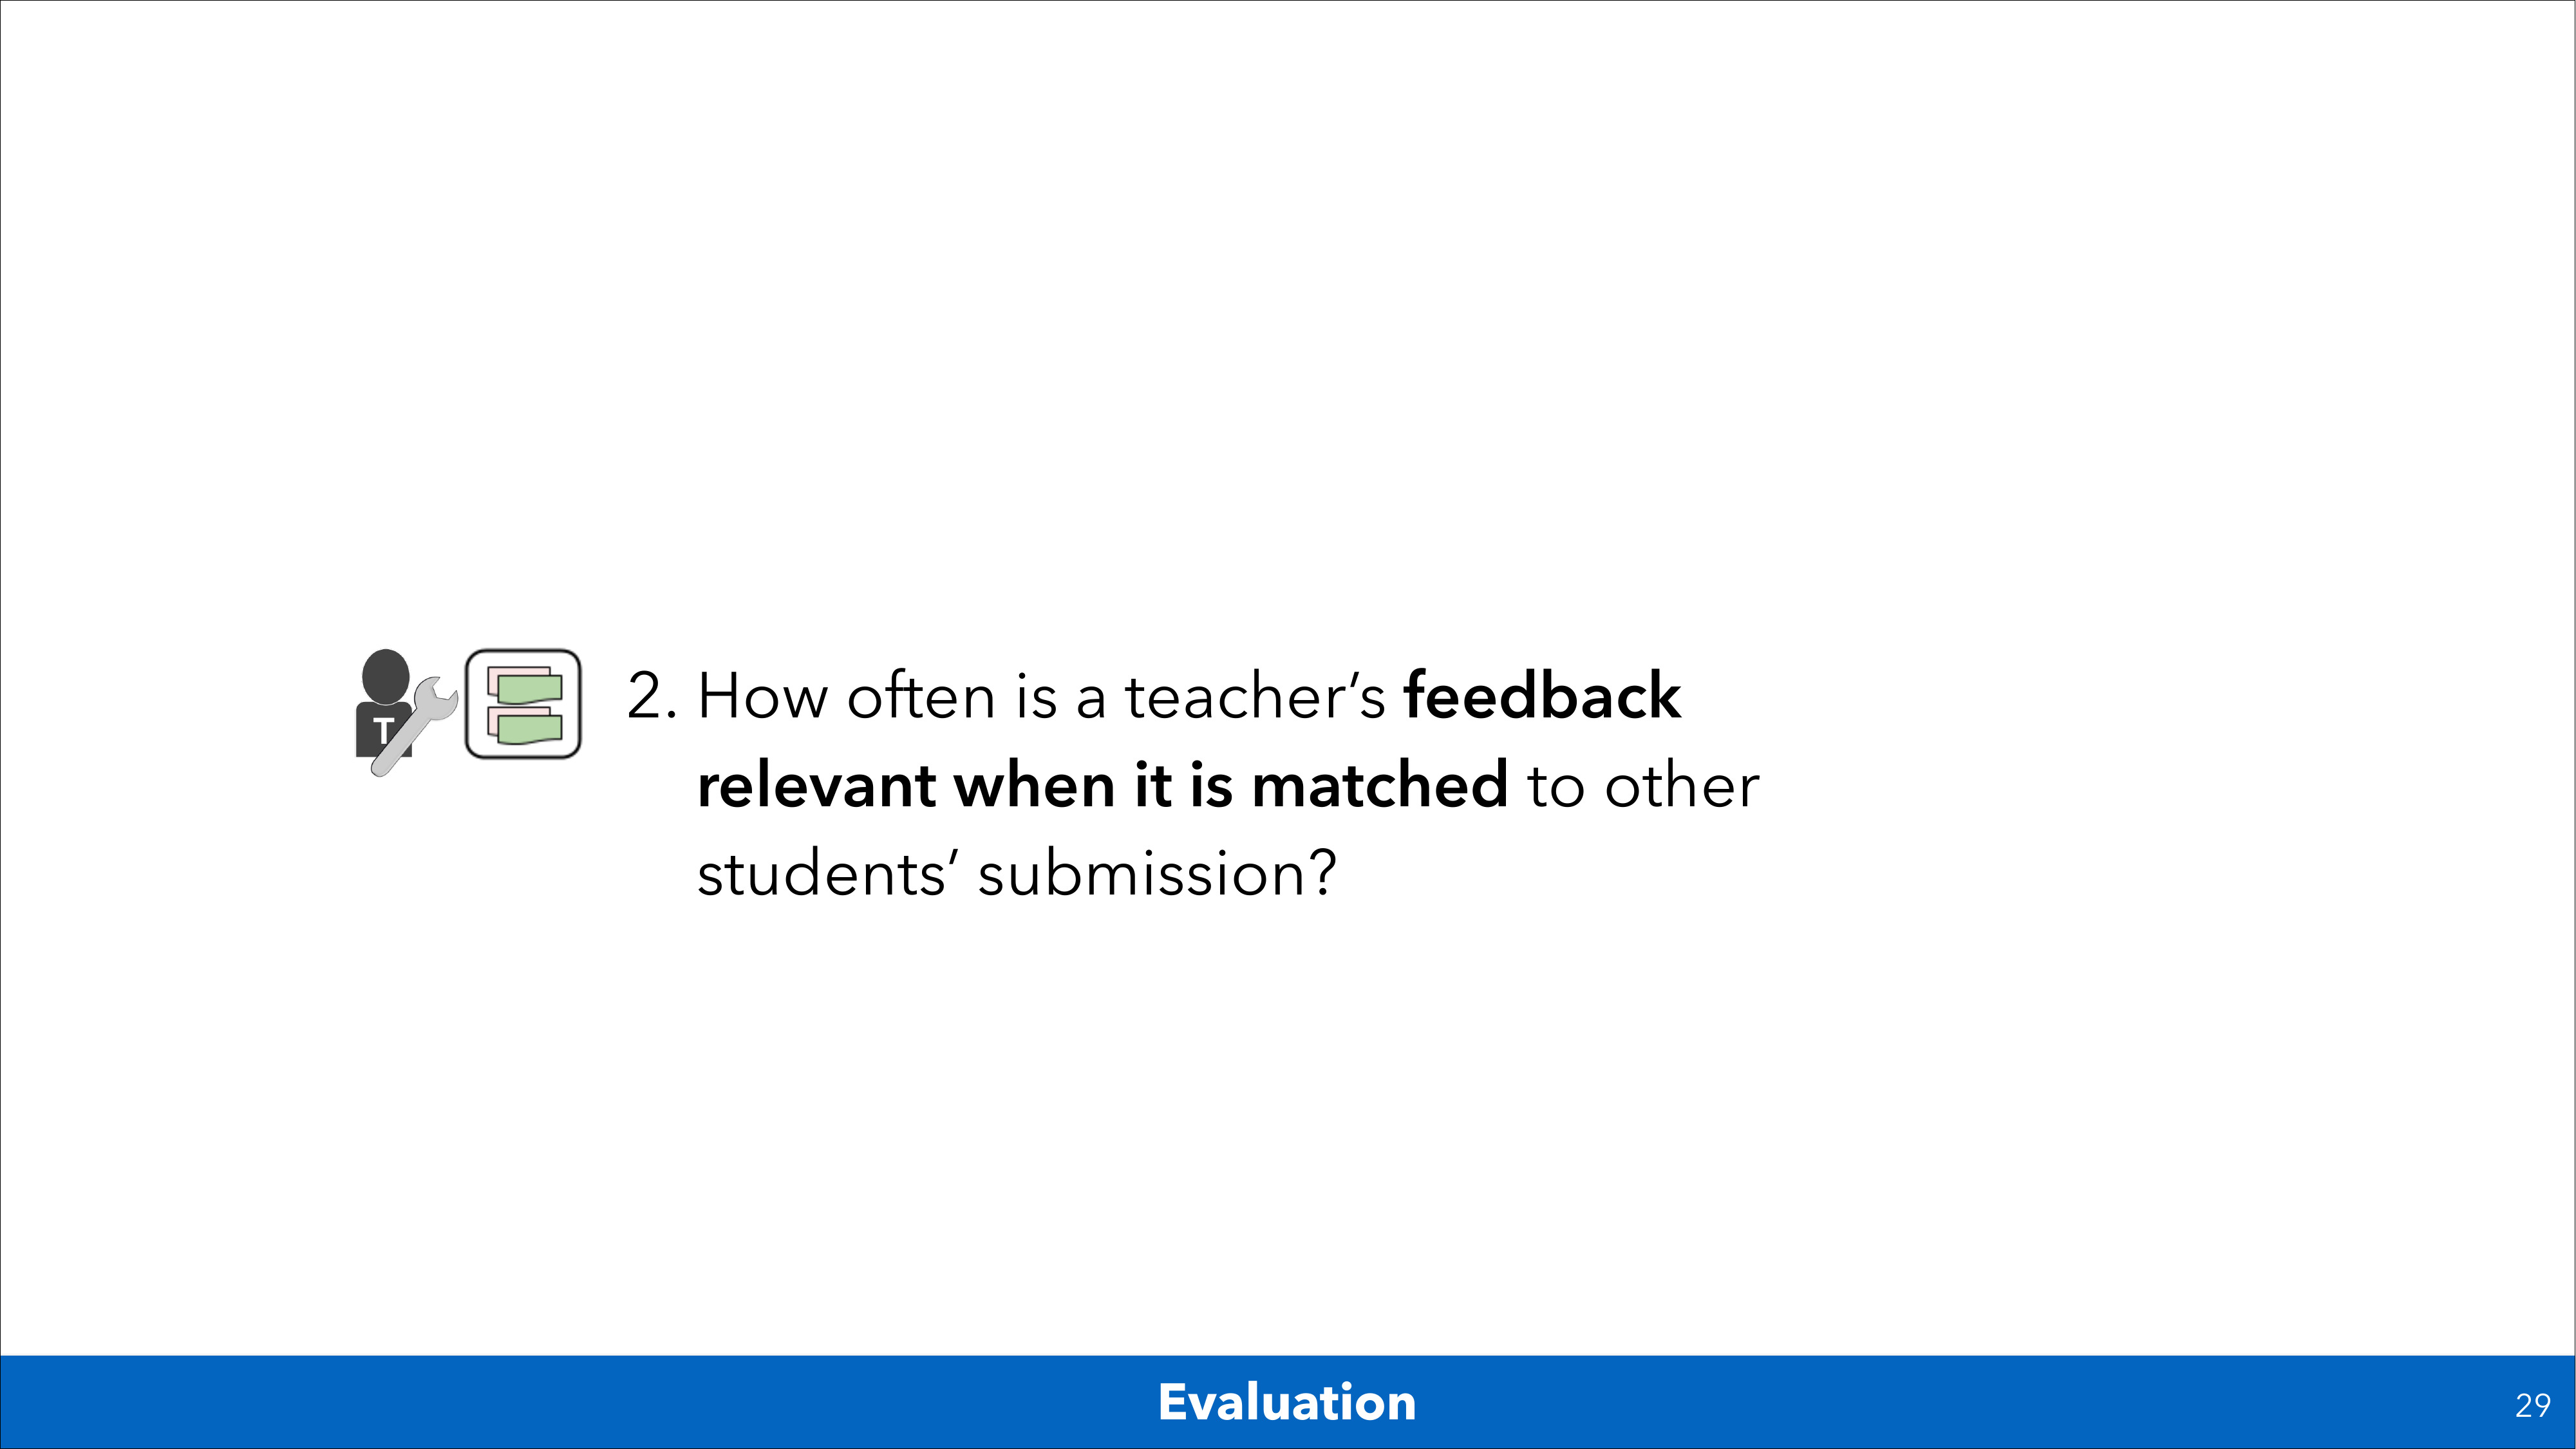 T
2. How often is a teacher’s feedback
relevant when it is matched to other
students’ submission?
Evaluation
29